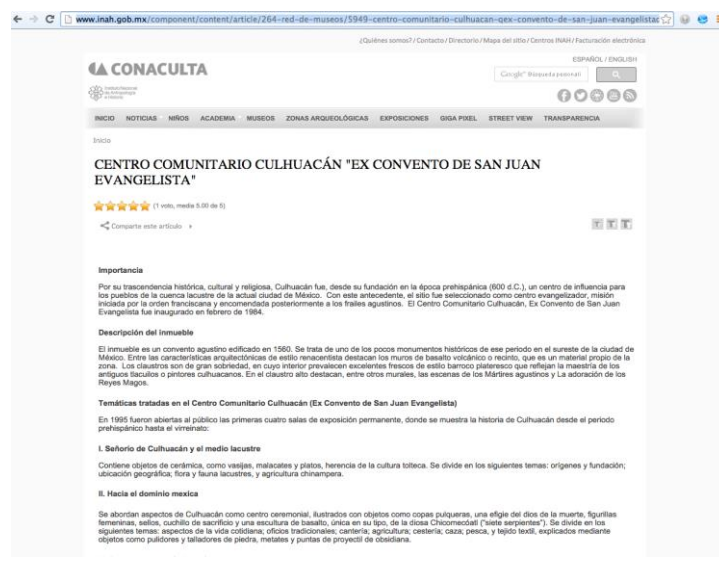 www.inah.gob.mx/component/content/article/264-red-de-museos/5949-centro-comunitario-culhuacan-qex-convento-de-san-juan-evangelistac
¿Quiénes somos? / Contacto / Directorio / Mapa del sitio / Centros INAH / Facturación electrónica
ESPAÑOL / ENGLISH
CONACULTA
Google™ Búsqueda personali
Instituto Nacional
de Antropología
e Historia
INICIO NOTICIAS NIÑOS ACADEMIA MUSEOS ZONAS ARQUEOLÓGICAS EXPOSICIONES GIGA PIXEL STREET VIEW TRANSPARENCIA
Inicio
CENTRO COMUNITARIO CULHUACÁN "EX CONVENTO DE SAN JUAN
EVANGELISTA"
(1 voto, media 5.00 de 5)
Comparte este artículo
T T T
Importancia
Por su trascendencia histórica, cultural y religiosa, Culhuacán fue, desde su fundación en la época prehispánica (600 d.C.), un centro de influencia para
los pueblos de la cuenca lacustre de la actual ciudad de México. Con este antecedente, el sitio fue seleccionado como centro evangelizador, misión
iniciada por la orden franciscana y encomendada posteriormente a los frailes agustinos. El Centro Comunitario Culhuacán, Ex Convento de San Juan
Evangelista fue inaugurado en febrero de 1984.
Descripción del inmueble
El inmueble es un convento agustino edificado en 1560. Se trata de uno de los pocos monumentos históricos de ese periodo en el sureste de la ciudad de
México. Entre las características arquitectónicas de estilo renacentista destacan los muros de basalto volcánico o recinto, que es un material propio de la
zona. Los claustros son de gran sobriedad, en cuyo interior prevalecen excelentes frescos de estilo barroco plateresco que reflejan la maestría de los
antiguos tlacuilos o pintores culhuacanos. En el claustro alto destacan, entre otros murales, las escenas de los Mártires agustinos y La adoración de los
Reyes Magos.
Temáticas tratadas en el Centro Comunitario Culhuacán (Ex Convento de San Juan Evangelista)
En 1995 fueron abiertas al público las primeras cuatro salas de exposición permanente, donde se muestra la historia de Culhuacán desde el periodo
prehispánico hasta el virreinato:
I. Señorío de Culhuacán y el medio lacustre
Contiene objetos de cerámica, como vasijas, malacates y platos, herencia de la cultura tolteca. Se divide en los siguientes temas: orígenes y fundación;
ubicación geográfica; flora y fauna lacustres, y agricultura chinampera.
II. Hacia el dominio mexica
Se abordan aspectos de Culhuacán como centro ceremonial, ilustrados con objetos como copas pulqueras, una efigie del dios de la muerte, figurillas
femeninas, sellos, cuchillo de sacrificio y una escultura de basalto, única en su tipo, de la diosa Chicomecóatl ("siete serpientes"). Se divide en los
siguientes temas: aspectos de la vida cotidiana; oficios tradicionales; cantería; agricultura; cestería; caza; pesca, y tejido textil, explicados mediante
objetos como pulidores y talladores de piedra, metates y puntas de proyectil de obsidiana.